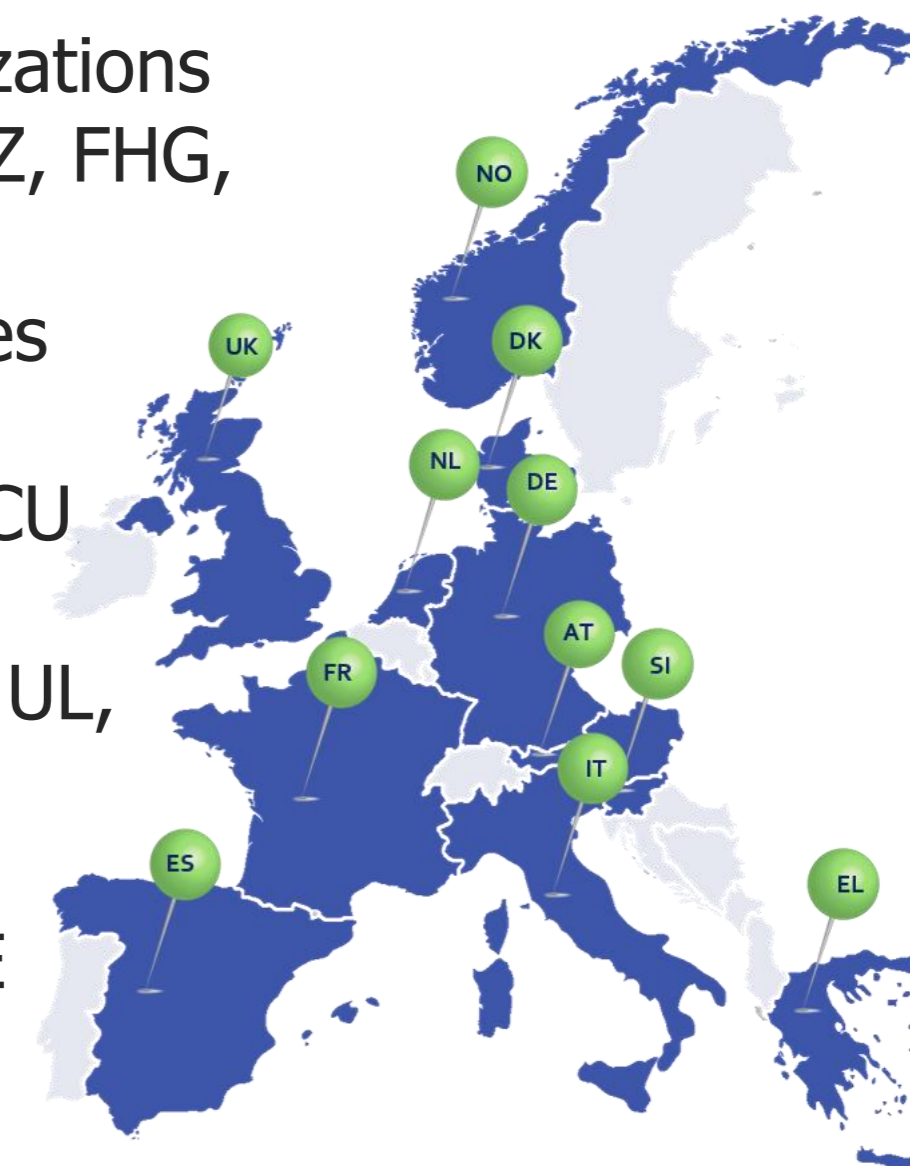 zations
Z, FHG,
es
CU
UL,
E
NO
UK
DK
NL
DE
AT
SI
FR
IT
ES
EL